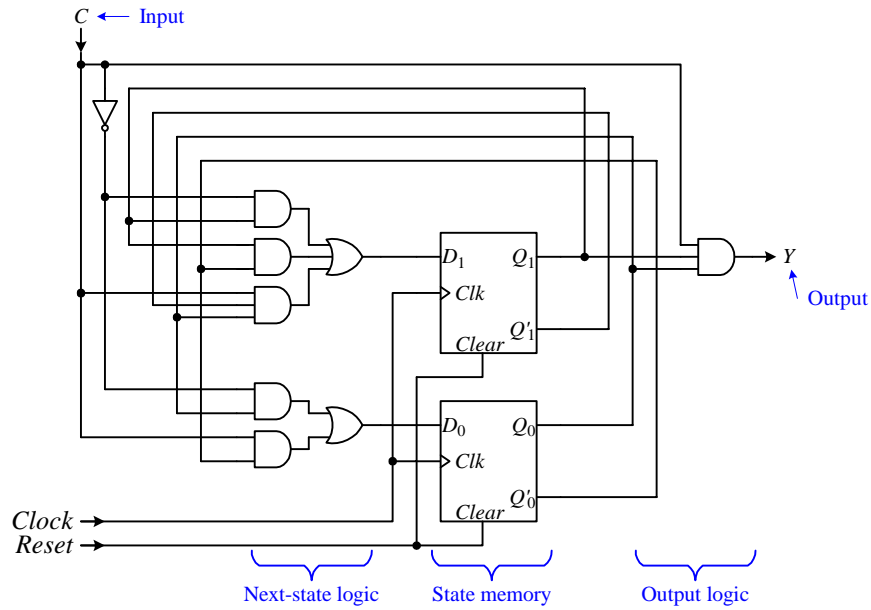 C
Input
D₁
Q₁
Clk
Q'₁
Clear
Y
Output
D₀
Q₀
Clk
Q'₀
Clear
Clock
Reset
Next-state logic
State memory
Output logic